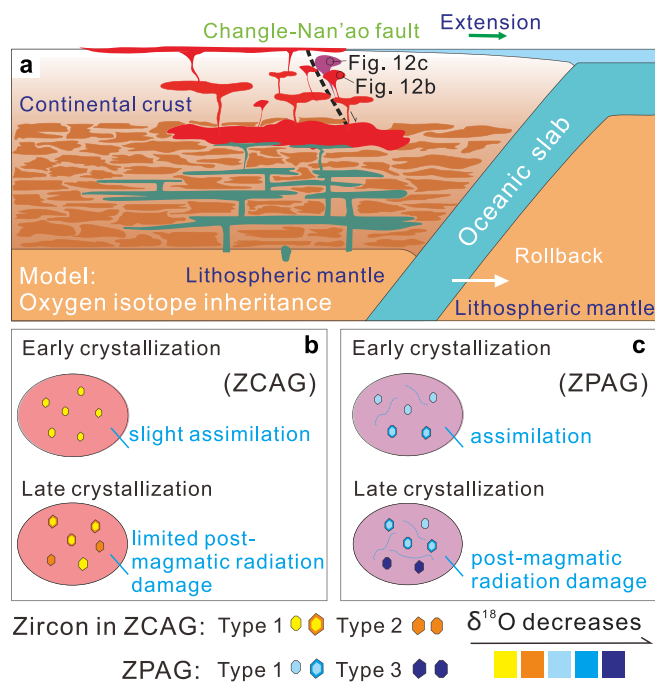 Changle-Nan'ao fault
Extension
a
Fig. 12c
Fig. 12b
Continental crust
Oceanic slab
Rollback
Lithospheric mantle
Model:
Oxygen isotope inheritance
Lithospheric mantle
b
Early crystallization
(ZCAG)
slight assimilation
Late crystallization
limited post-
magmatic radiation
damage
c
Early crystallization
(ZPAG)
assimilation
Late crystallization
post-magmatic
radiation damage
Zircon in ZCAG: Type 1 Type 2
ZPAG: Type 1 Type 3
δ¹⁸O decreases